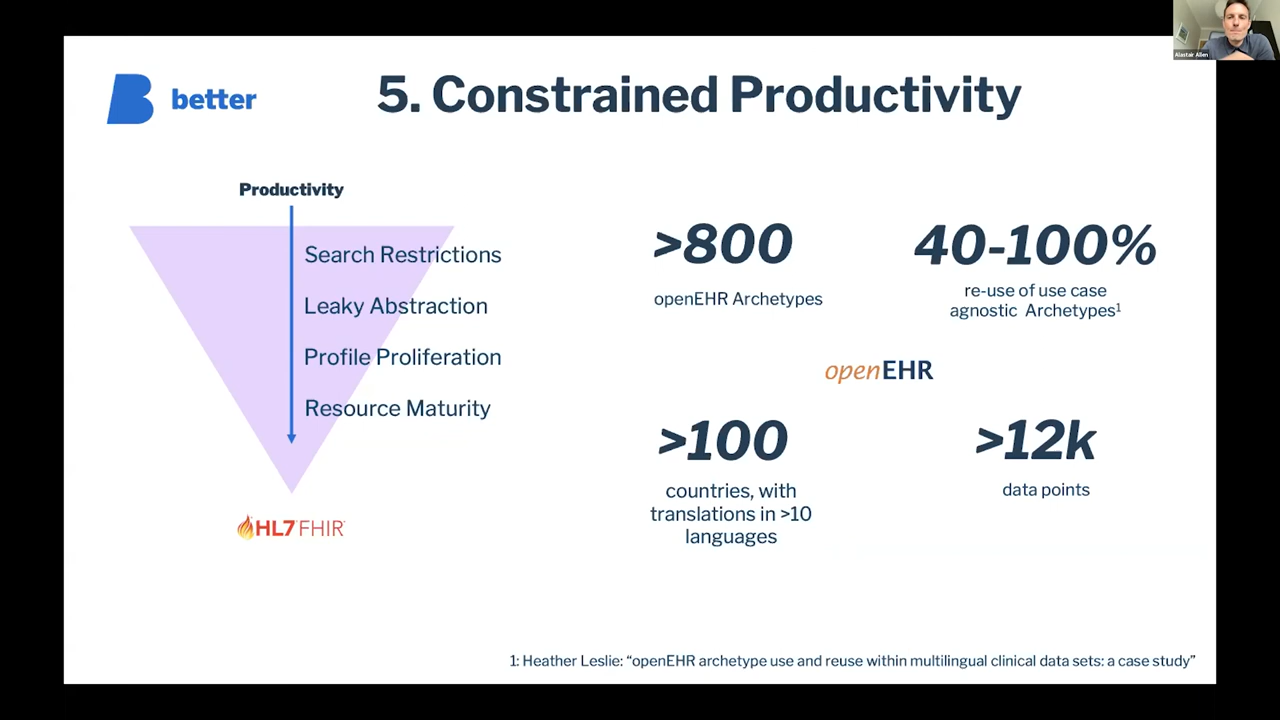 Alastair Allen
better
5. Constrained Productivity
Productivity
Search Restrictions
Leaky Abstraction
Profile Proliferation
Resource Maturity
HL7 FHIR
>800
openEHR Archetypes
40-100%
re-use of use case
agnostic Archetypes¹
openEHR
>100
countries, with
translations in >10
languages
>12k
data points
1: Heather Leslie: “openEHR archetype use and reuse within multilingual clinical data sets: a case study”